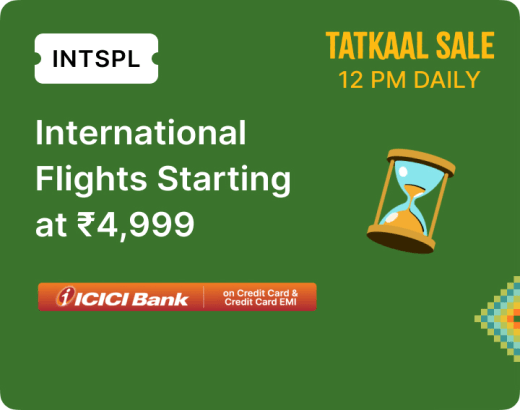 INTSPL
TATKAAL SALE
12 PM DAILY
International
Flights Starting
at ₹4,999
i ICICI Bank
on Credit Card &
Credit Card EMI